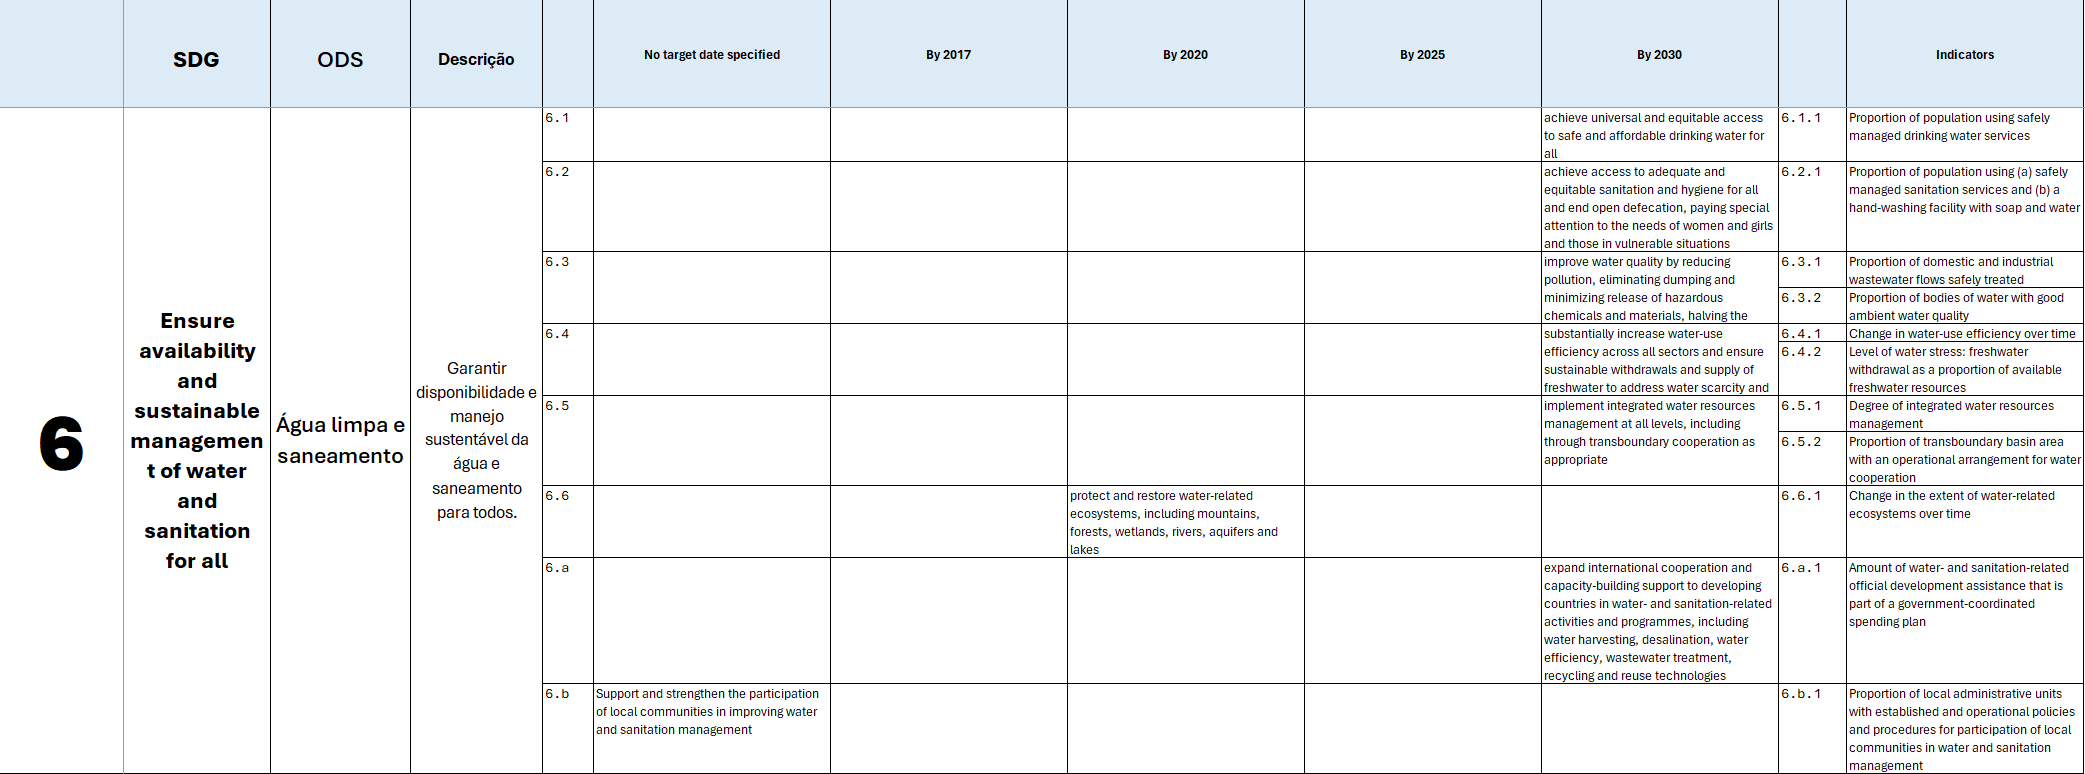 SDG
ODS
Descrição
No target date specified
By 2017
By 2020
By 2025
By 2030
Indicators
6
Ensure
availability
and
sustainable
managemen
t of water
and
sanitation
for all
Água limpa e
saneamento
Garantir
disponibilidade e
manejo
sustentável da
água e
saneamento
para todos.
6.1
achieve universal and equitable access
to safe and affordable drinking water for
all
6.1.1
Proportion of population using safely
managed drinking water services
6.2
achieve access to adequate and
equitable sanitation and hygiene for all
and end open defecation, paying special
attention to the needs of women and girls
and those in vulnerable situations
6.2.1
Proportion of population using (a) safely
managed sanitation services and (b) a
hand-washing facility with soap and water
6.3
improve water quality by reducing
pollution, eliminating dumping and
minimizing release of hazardous
chemicals and materials, halving the
6.3.1
Proportion of domestic and industrial
wastewater flows safely treated
6.3.2
Proportion of bodies of water with good
ambient water quality
6.4
substantially increase water-use
efficiency across all sectors and ensure
sustainable withdrawals and supply of
freshwater to address water scarcity and
6.4.1
Change in water-use efficiency over time
6.4.2
Level of water stress: freshwater
withdrawal as a proportion of available
freshwater resources
6.5
implement integrated water resources
management at all levels, including
through transboundary cooperation as
appropriate
6.5.1
Degree of integrated water resources
management
6.5.2
Proportion of transboundary basin area
with an operational arrangement for water
cooperation
6.6
protect and restore water-related
ecosystems, including mountains,
forests, wetlands, rivers, aquifers and
lakes
6.6.1
Change in the extent of water-related
ecosystems over time
6.a
expand international cooperation and
capacity-building support to developing
countries in water- and sanitation-related
activities and programmes, including
water harvesting, desalination, water
efficiency, wastewater treatment,
recycling and reuse technologies
6.a.1
Amount of water- and sanitation-related
official development assistance that is
part of a government-coordinated
spending plan
6.b
Support and strengthen the participation
of local communities in improving water
and sanitation management
6.b.1
Proportion of local administrative units
with established and operational policies
and procedures for participation of local
communities in water and sanitation
management